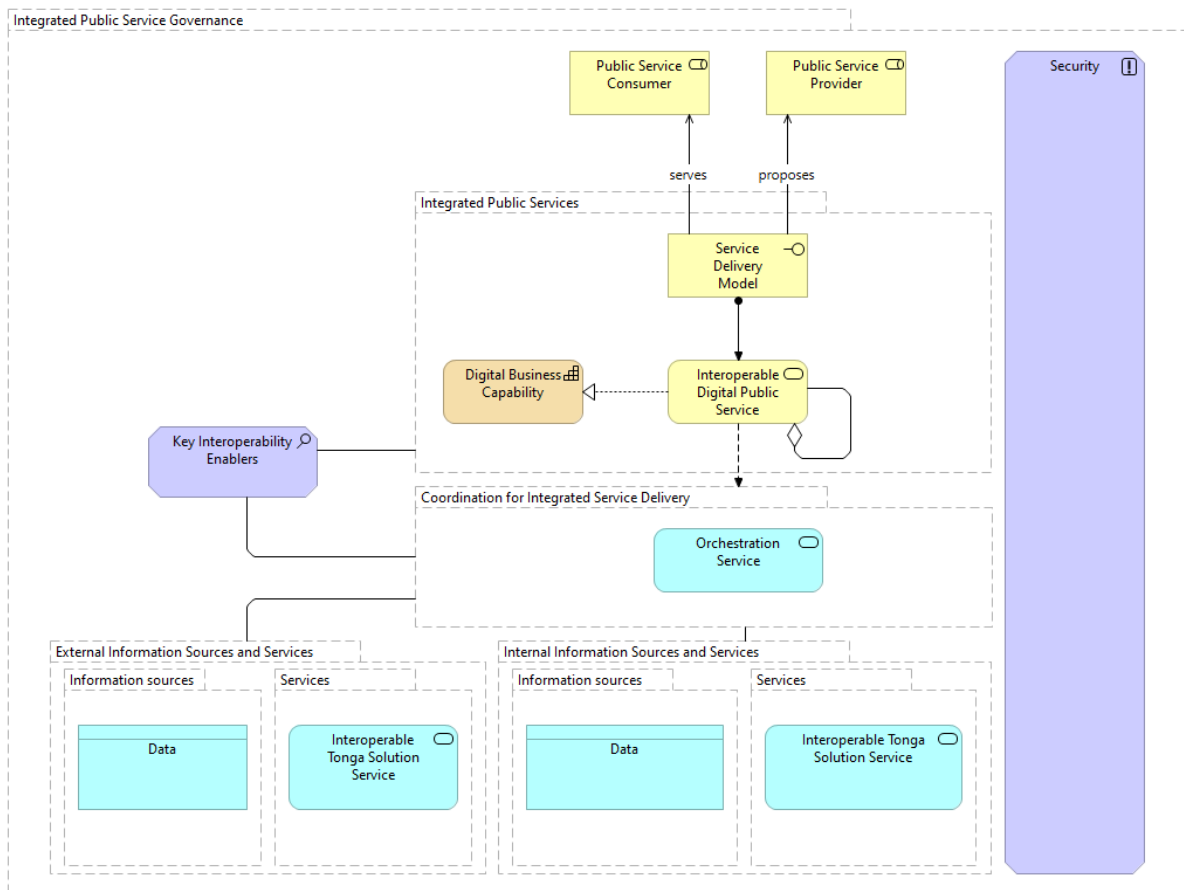 Integrated Public Service Governance
Public Service
Consumer
Public Service
Provider
Security
serves
proposes
Integrated Public Services
Service
Delivery
Model
Digital Business
Capability
Interoperable
Digital Public
Service
Key Interoperability
Enablers
Coordination for Integrated Service Delivery
Orchestration
Service
External Information Sources and Services
Information sources
Data
Services
Interoperable
Tonga Solution
Service
Internal Information Sources and Services
Information sources
Data
Services
Interoperable Tonga
Solution Service